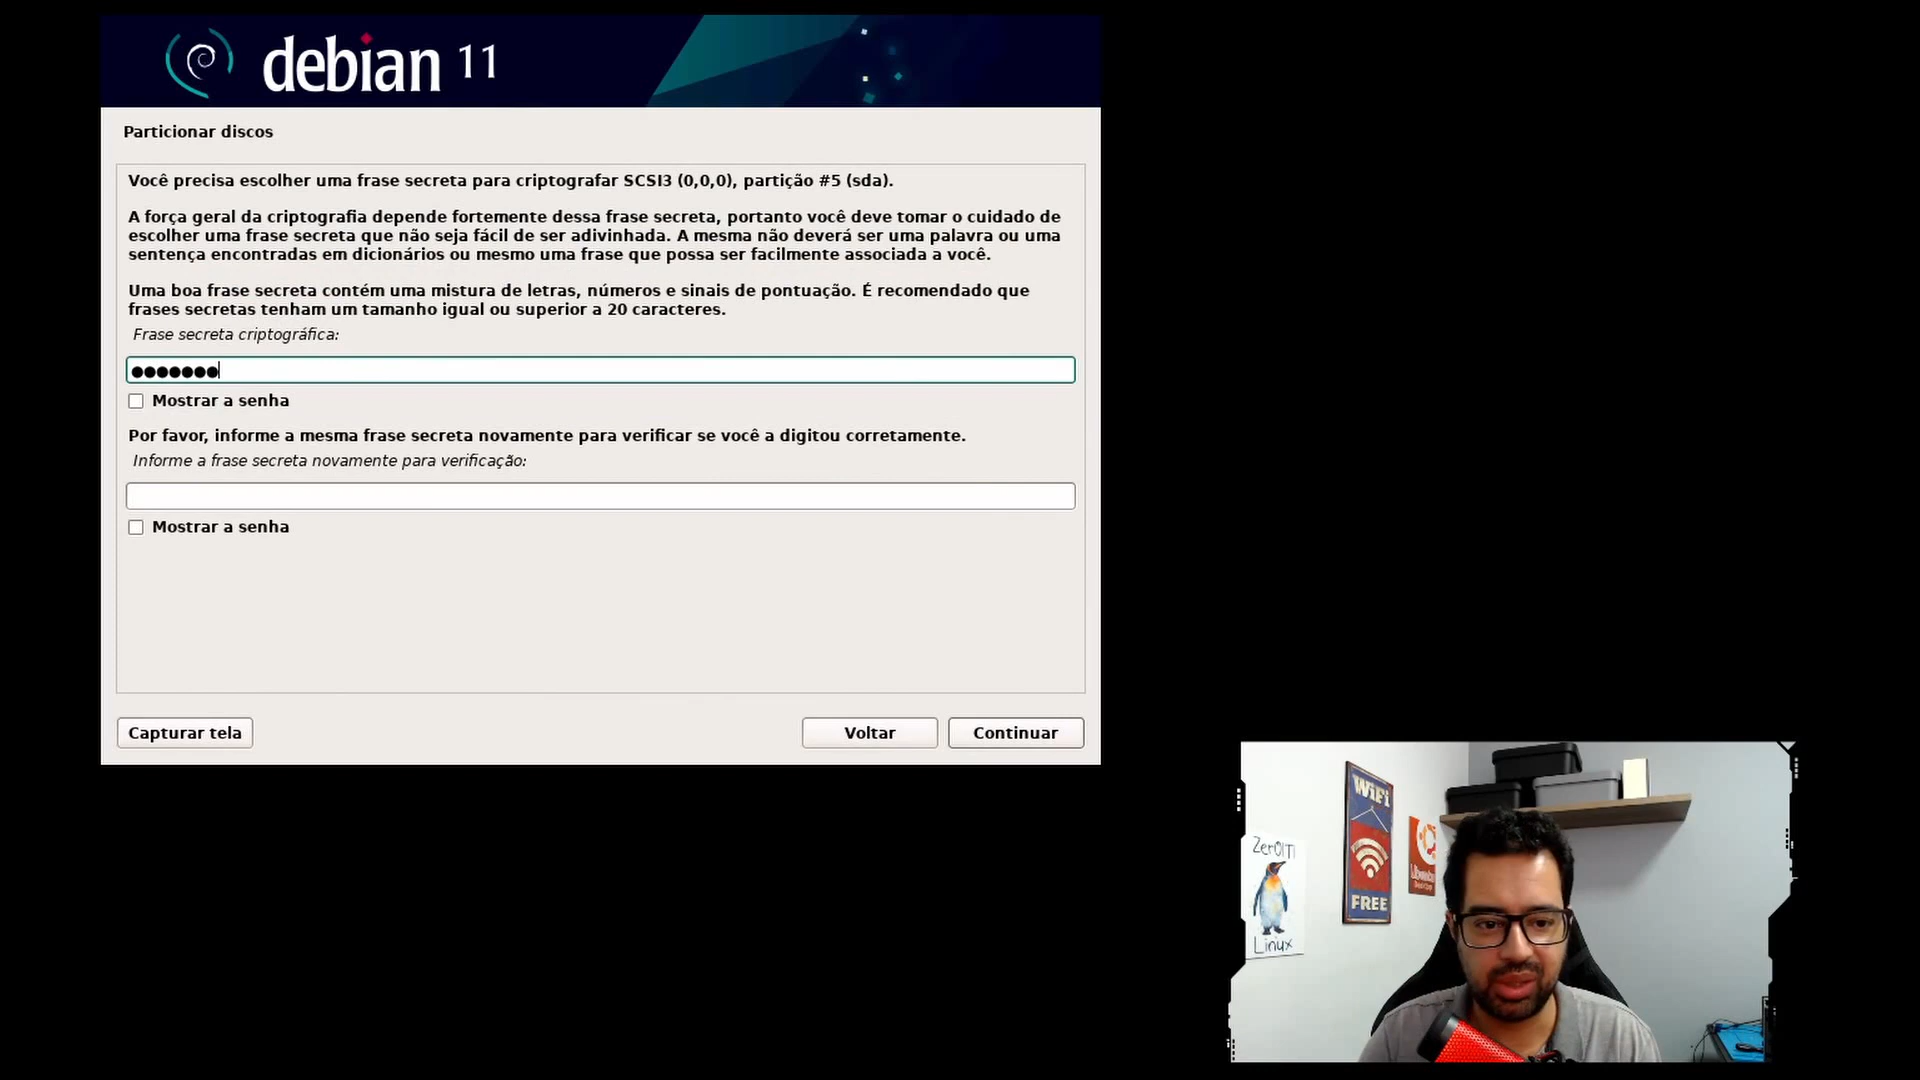 debian 11
Particionar discos
Você precisa escolher uma frase secreta para criptografar SCSI3 (0,0,0), partição #5 (sda).
A força geral da criptografia depende fortemente dessa frase secreta, portanto você deve tomar o cuidado de
escolher uma frase secreta que não seja fácil de ser adivinhada. A mesma não deverá ser uma palavra ou uma
sentença encontradas em dicionários ou mesmo uma frase que possa ser facilmente associada a você.
Uma boa frase secreta contém uma mistura de letras, números e sinais de pontuação. É recomendado que
frases secretas tenham um tamanho igual ou superior a 20 caracteres.
Frase secreta criptográfica:
●●●●●●●
Mostrar a senha
Por favor, informe a mesma frase secreta novamente para verificar se você a digitou corretamente.
Informe a frase secreta novamente para verificação:
Mostrar a senha
Capturar tela
Voltar
Continuar
WiFi
FREE
Zer0iTi
Linux
Ubuntu